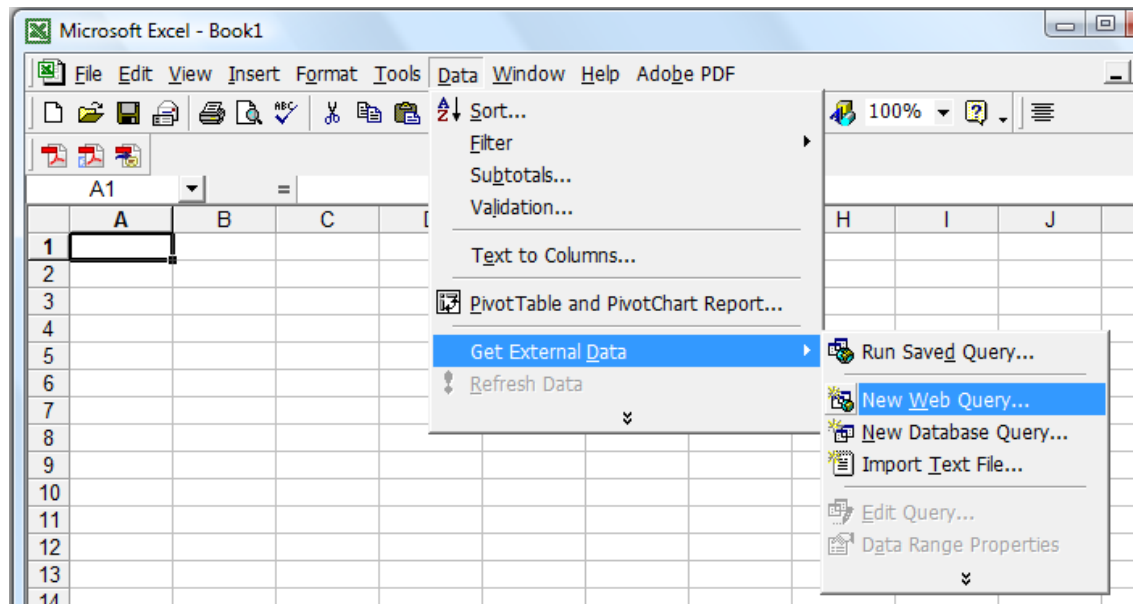 Microsoft Excel - Book1
File Edit View Insert Format Tools Data Window Help Adobe PDF
ABC 100%
A1 =
A B C H I J
1
2
3
4
5
6
7
8
9
10
11
12
13
14
Sort...
Filter
Subtotals...
Validation...
Text to Columns...
PivotTable and PivotChart Report...
Get External Data
Refresh Data
Run Saved Query...
New Web Query...
New Database Query...
Import Text File...
Edit Query...
Data Range Properties